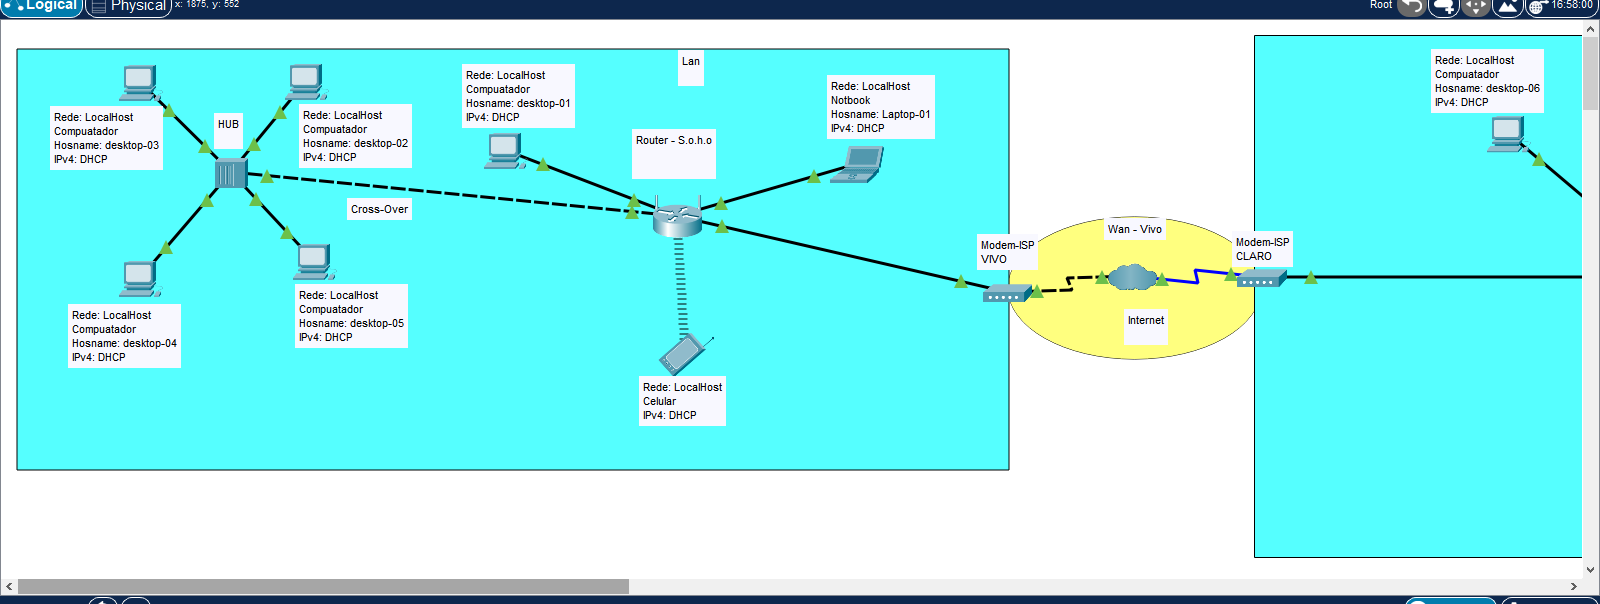 Logical
Physical
x: 1875, y: 552
Root
16:58:00
Rede: LocalHost
Compuatador
Hosname: desktop-03
IPv4: DHCP
HUB
Rede: LocalHost
Compuatador
Hosname: desktop-02
IPv4: DHCP
Rede: LocalHost
Compuatador
Hosname: desktop-01
IPv4: DHCP
Lan
Router - S.o.h.o
Rede: LocalHost
Notbook
Hosname: Laptop-01
IPv4: DHCP
Cross-Over
Rede: LocalHost
Compuatador
Hosname: desktop-04
IPv4: DHCP
Rede: LocalHost
Compuatador
Hosname: desktop-05
IPv4: DHCP
Rede: LocalHost
Celular
IPv4: DHCP
Modem-ISP
VIVO
Wan - Vivo
Internet
Modem-ISP
CLARO
Rede: LocalHost
Compuatador
Hosname: desktop-06
IPv4: DHCP